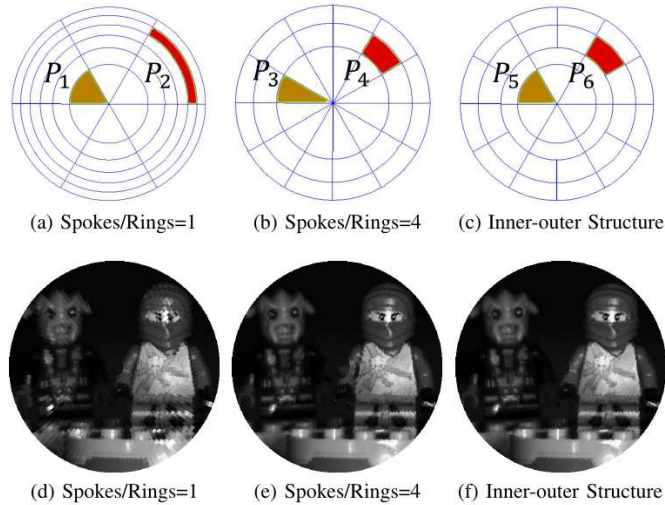 P₁ P₂ P₃ P₄ P₅ P₆
(a) Spokes/Rings=1 (b) Spokes/Rings=4 (c) Inner-outer Structure
(d) Spokes/Rings=1 (e) Spokes/Rings=4 (f) Inner-outer Structure